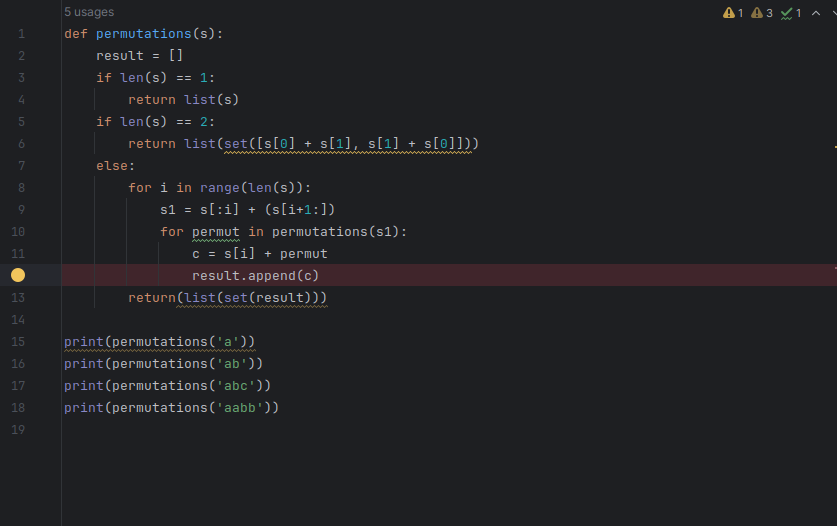 5 usages
1 3 1
1 def permutations(s):
2 result = []
3 if len(s) == 1:
4 return list(s)
5 if len(s) == 2:
6 return list(set([s[0] + s[1], s[1] + s[0]]))
7 else:
8 for i in range(len(s)):
9 s1 = s[:i] + (s[i+1:])
10 for permut in permutations(s1):
11 c = s[i] + permut
result.append(c)
13 return(list(set(result)))
14
15 print(permutations('a'))
16 print(permutations('ab'))
17 print(permutations('abc'))
18 print(permutations('aabb'))
19